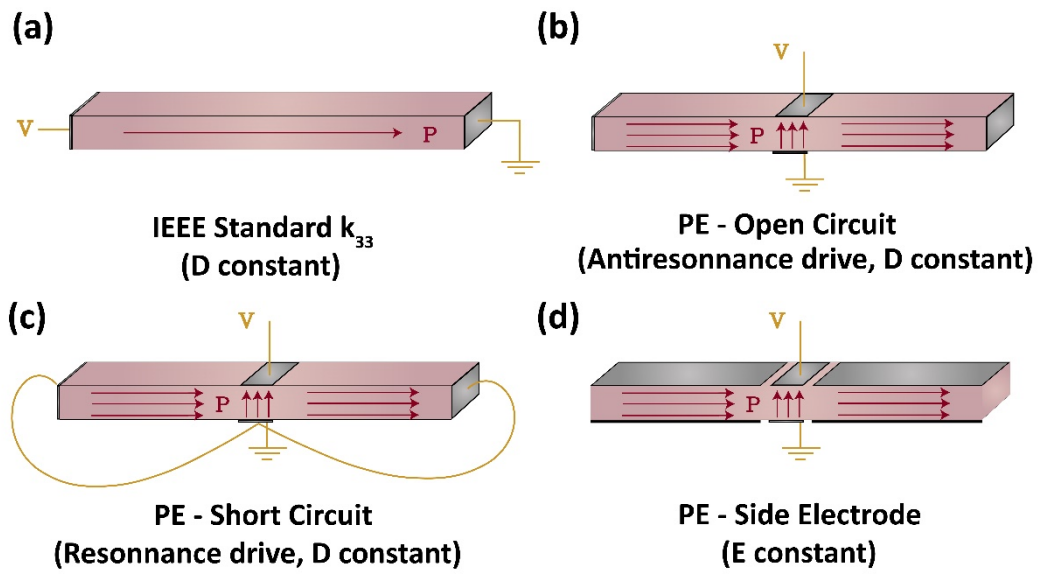 (a)
V
P
IEEE Standard k₃₃
(D constant)
(b)
V
P
PE - Open Circuit
(Antiresonnance drive, D constant)
(c)
V
P
PE - Short Circuit
(Resonnance drive, D constant)
(d)
V
P
PE - Side Electrode
(E constant)